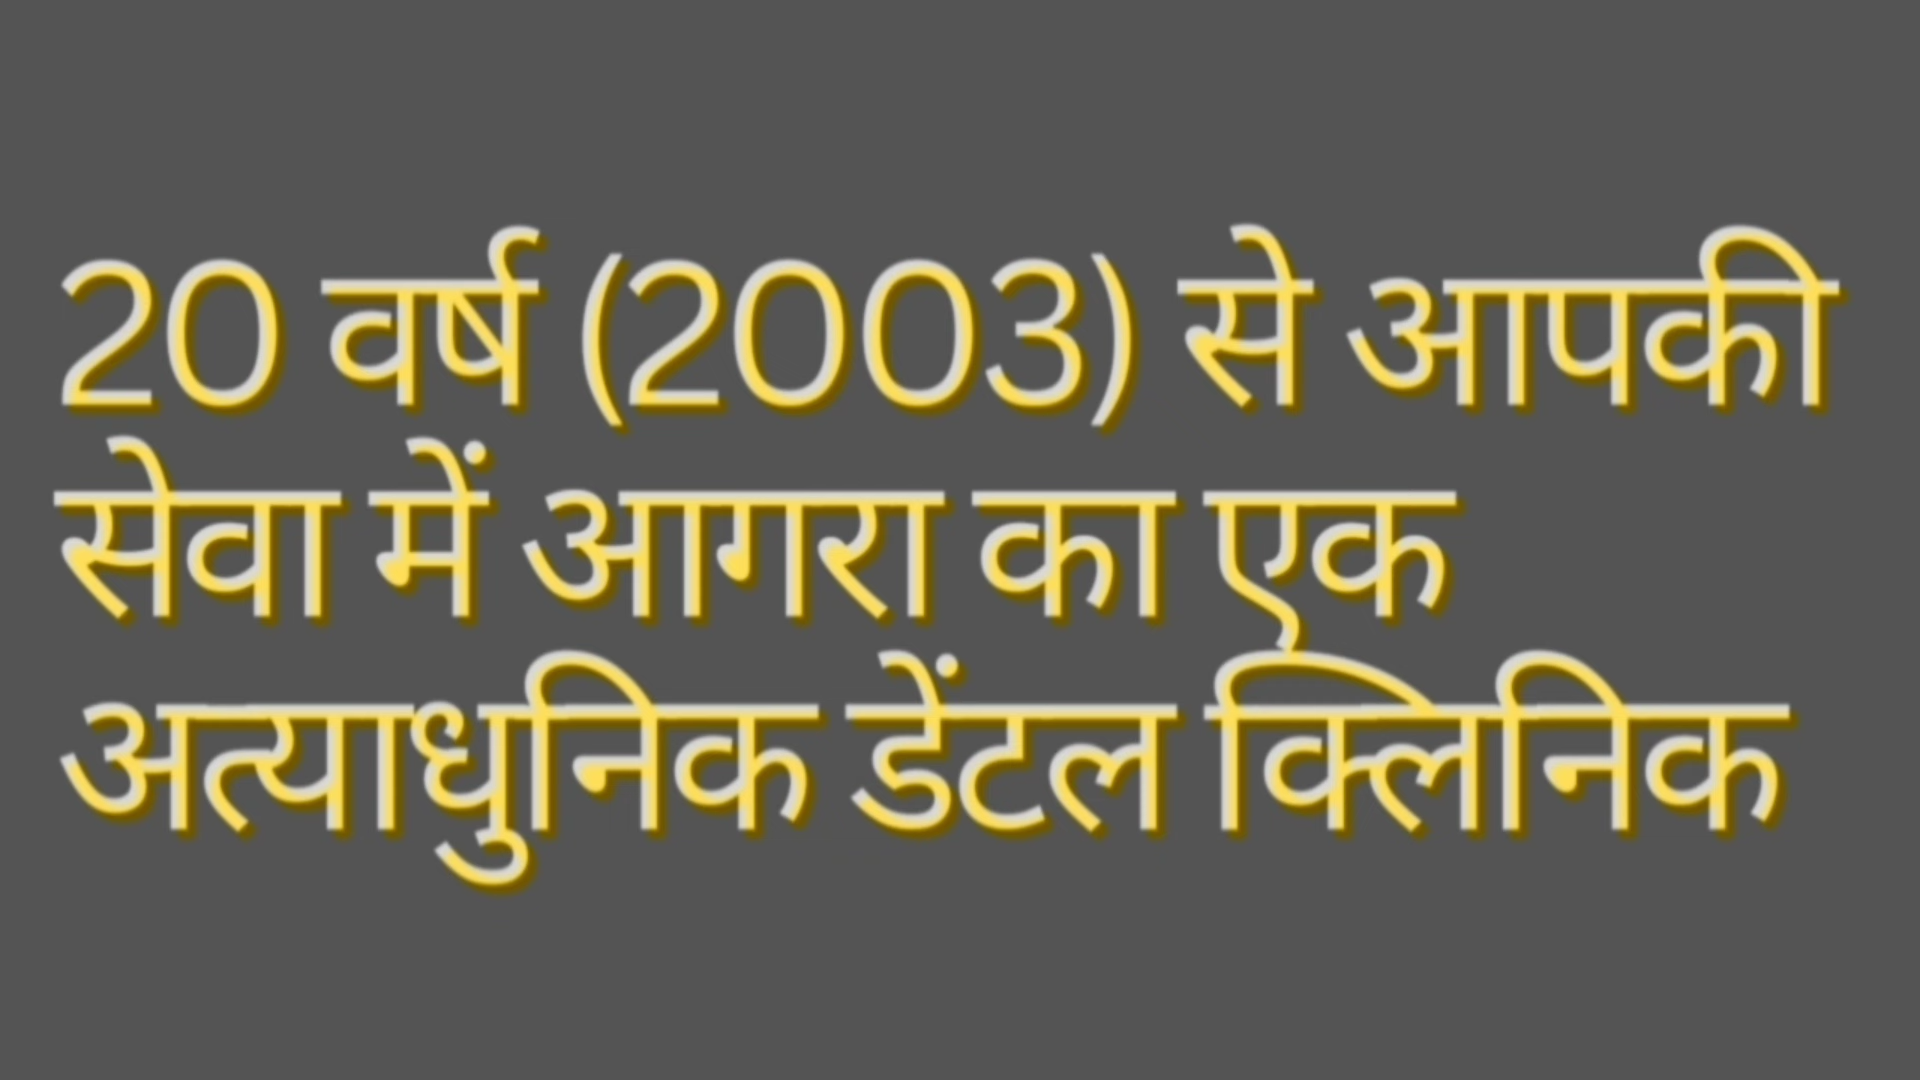 20 वर्ष (2003) से आपकी
सेवा में आगरा का एक
अत्याधुनिक डेंटल क्लिनिक